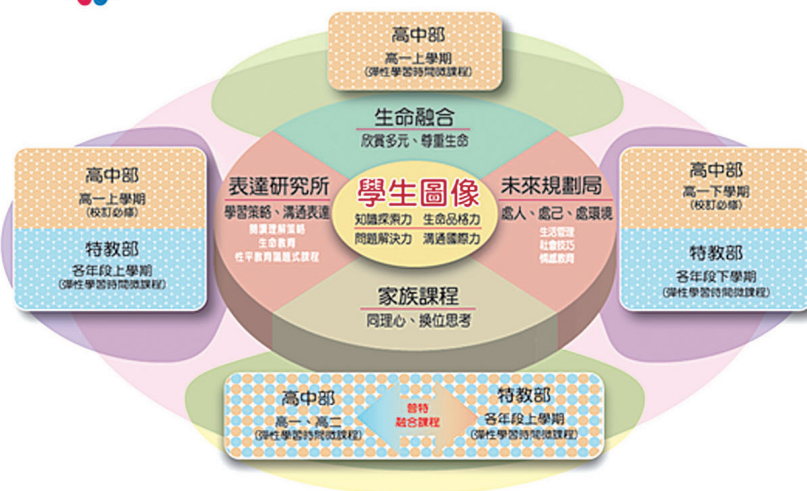 高中部
高一上學期
(彈性學習時間微課程)
生命融合
欣賞多元、尊重生命
高中部
高一上學期
(校訂必修)
特教部
各年段上學期
(彈性學習時間微課程)
表達研究所
學習策略、溝通表達
閱讀理解策略
生命教育
性平教育議題式課程
學生圖像
知識探索力 生命品格力
問題解決力 溝通國際力
未來規劃局
處人、處己、處環境
生活管理
社會技巧
情感教育
高中部
高一下學期
(校訂必修)
特教部
各年段下學期
(彈性學習時間微課程)
家族課程
同理心、換位思考
高中部
高一、高二
(彈性學習時間微課程)
普特
融合課程
特教部
各年段上學期
(彈性學習時間微課程)